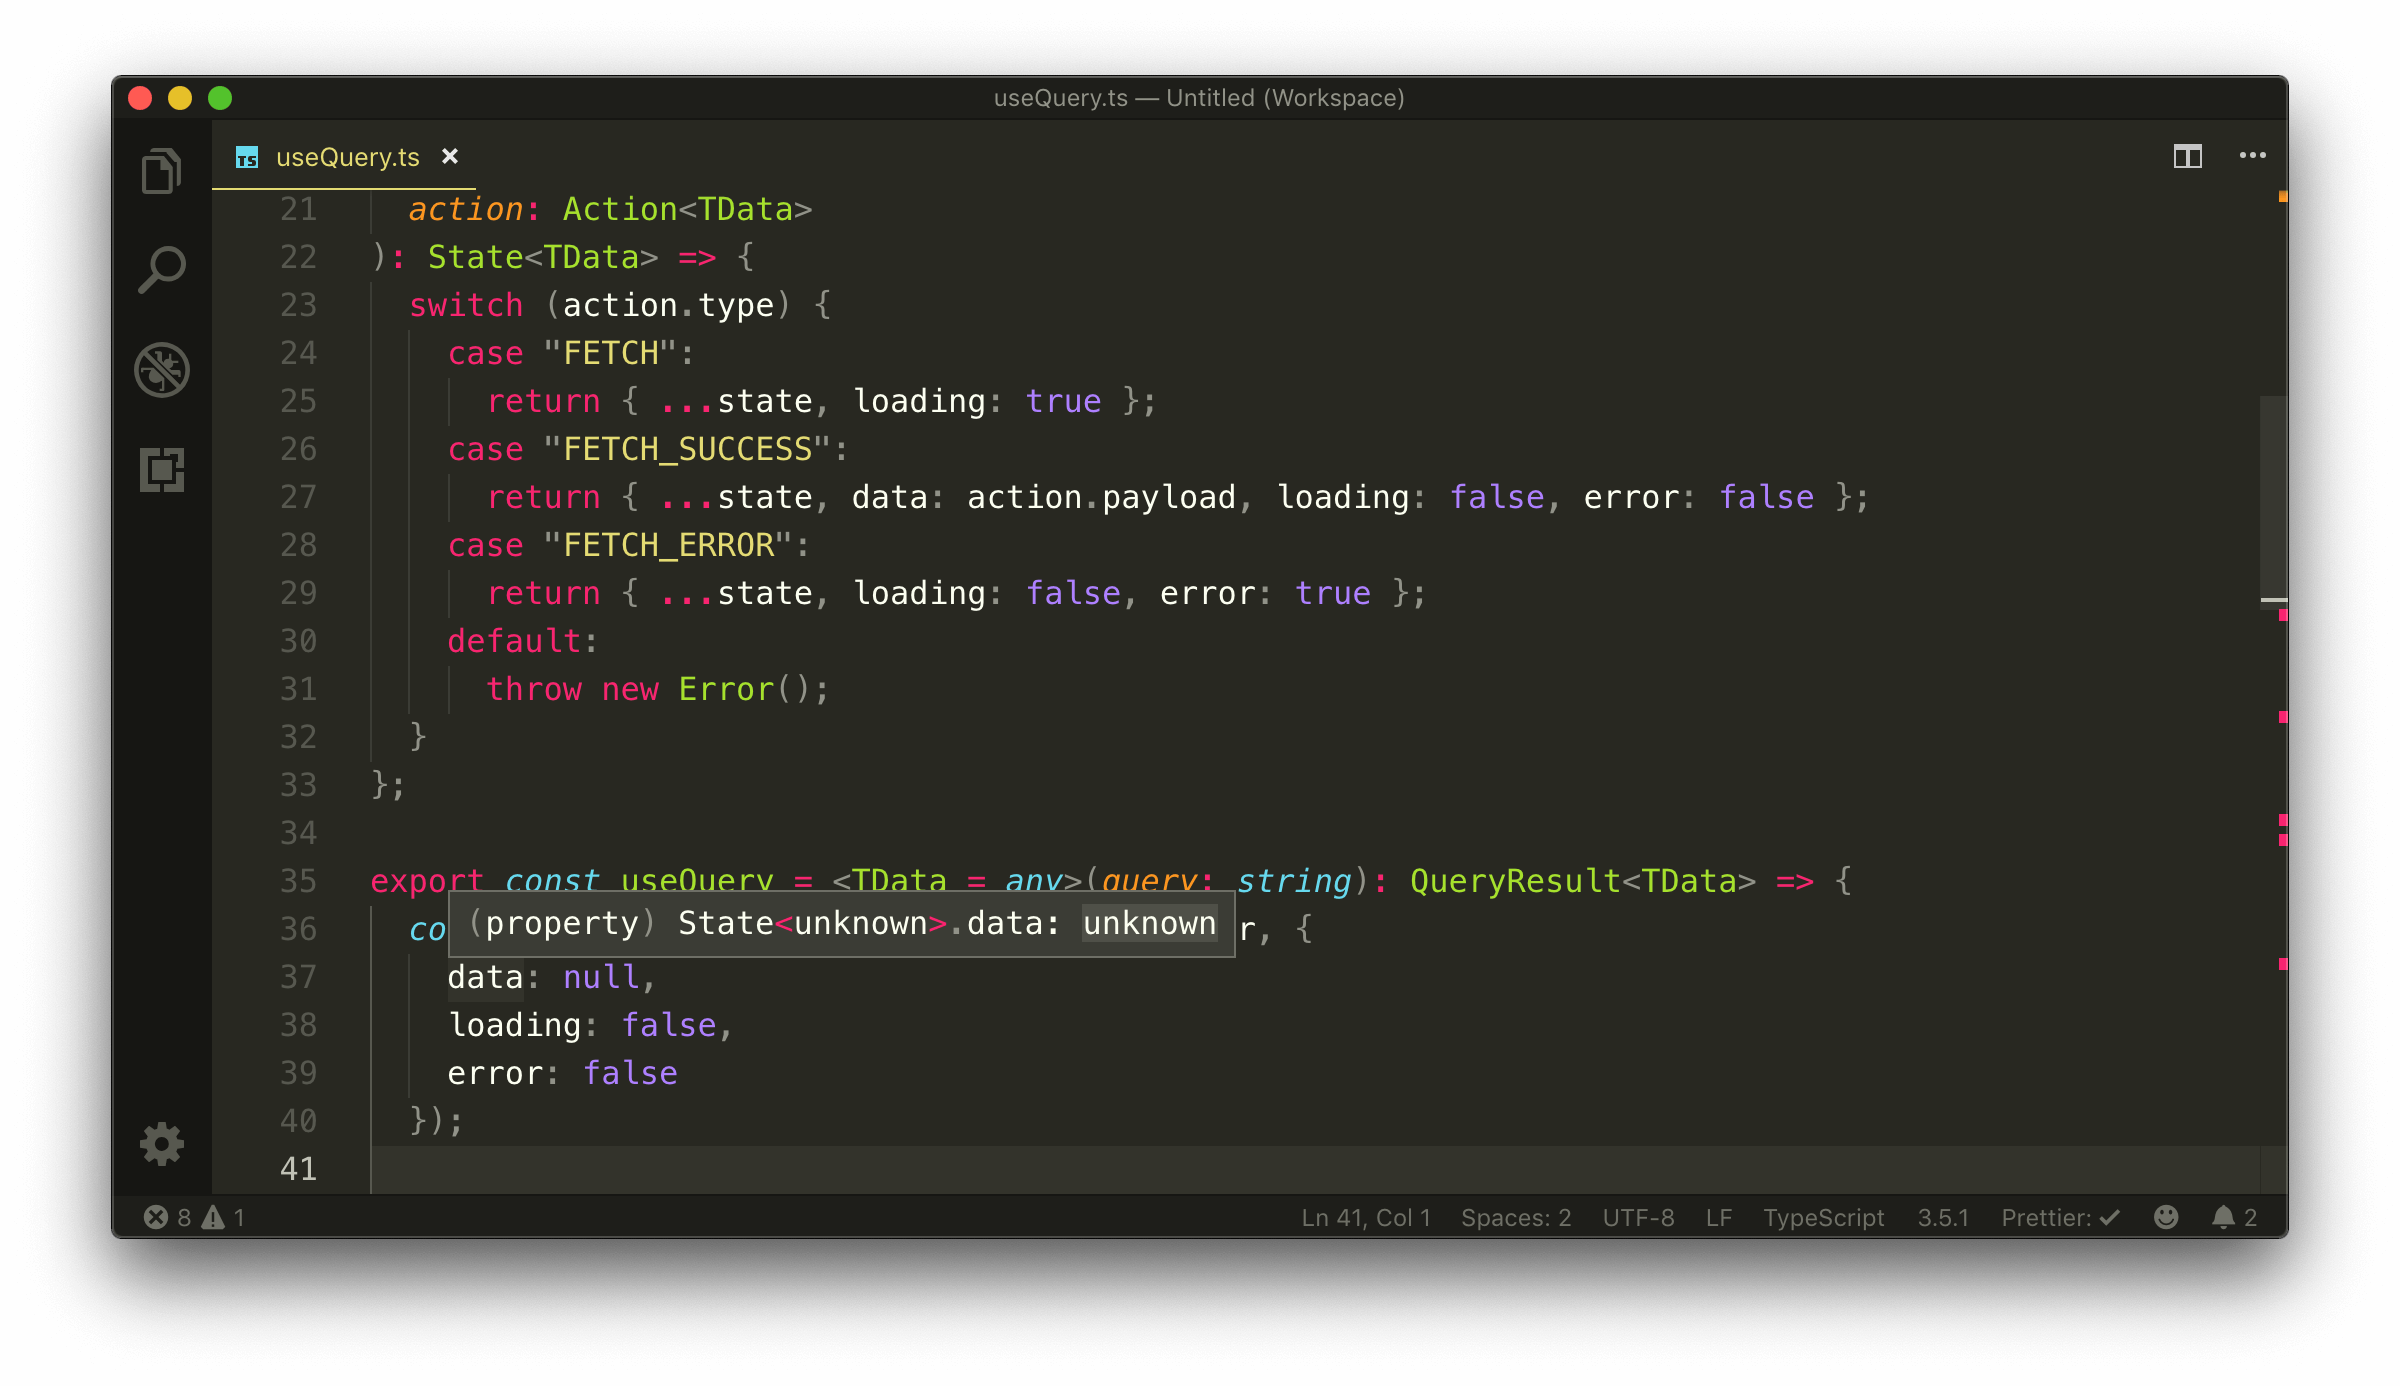 useQuery.ts — Untitled (Workspace)
TS useQuery.ts ×
21 action: Action<TData>
22 ): State<TData> => {
23 switch (action.type) {
24 case "FETCH":
25 return { ...state, loading: true };
26 case "FETCH_SUCCESS":
27 return { ...state, data: action.payload, loading: false, error: false };
28 case "FETCH_ERROR":
29 return { ...state, loading: false, error: true };
30 default:
31 throw new Error();
32 }
33 };
34
35 export const useQuery = <TData = any>(query: string): QueryResult<TData> => {
(property) State<unknown>.data: unknown
36 co r, {
37 data: null,
38 loading: false,
39 error: false
40 });
41
8 1 Ln 41, Col 1 Spaces: 2 UTF-8 LF TypeScript 3.5.1 Prettier: ✓ 2